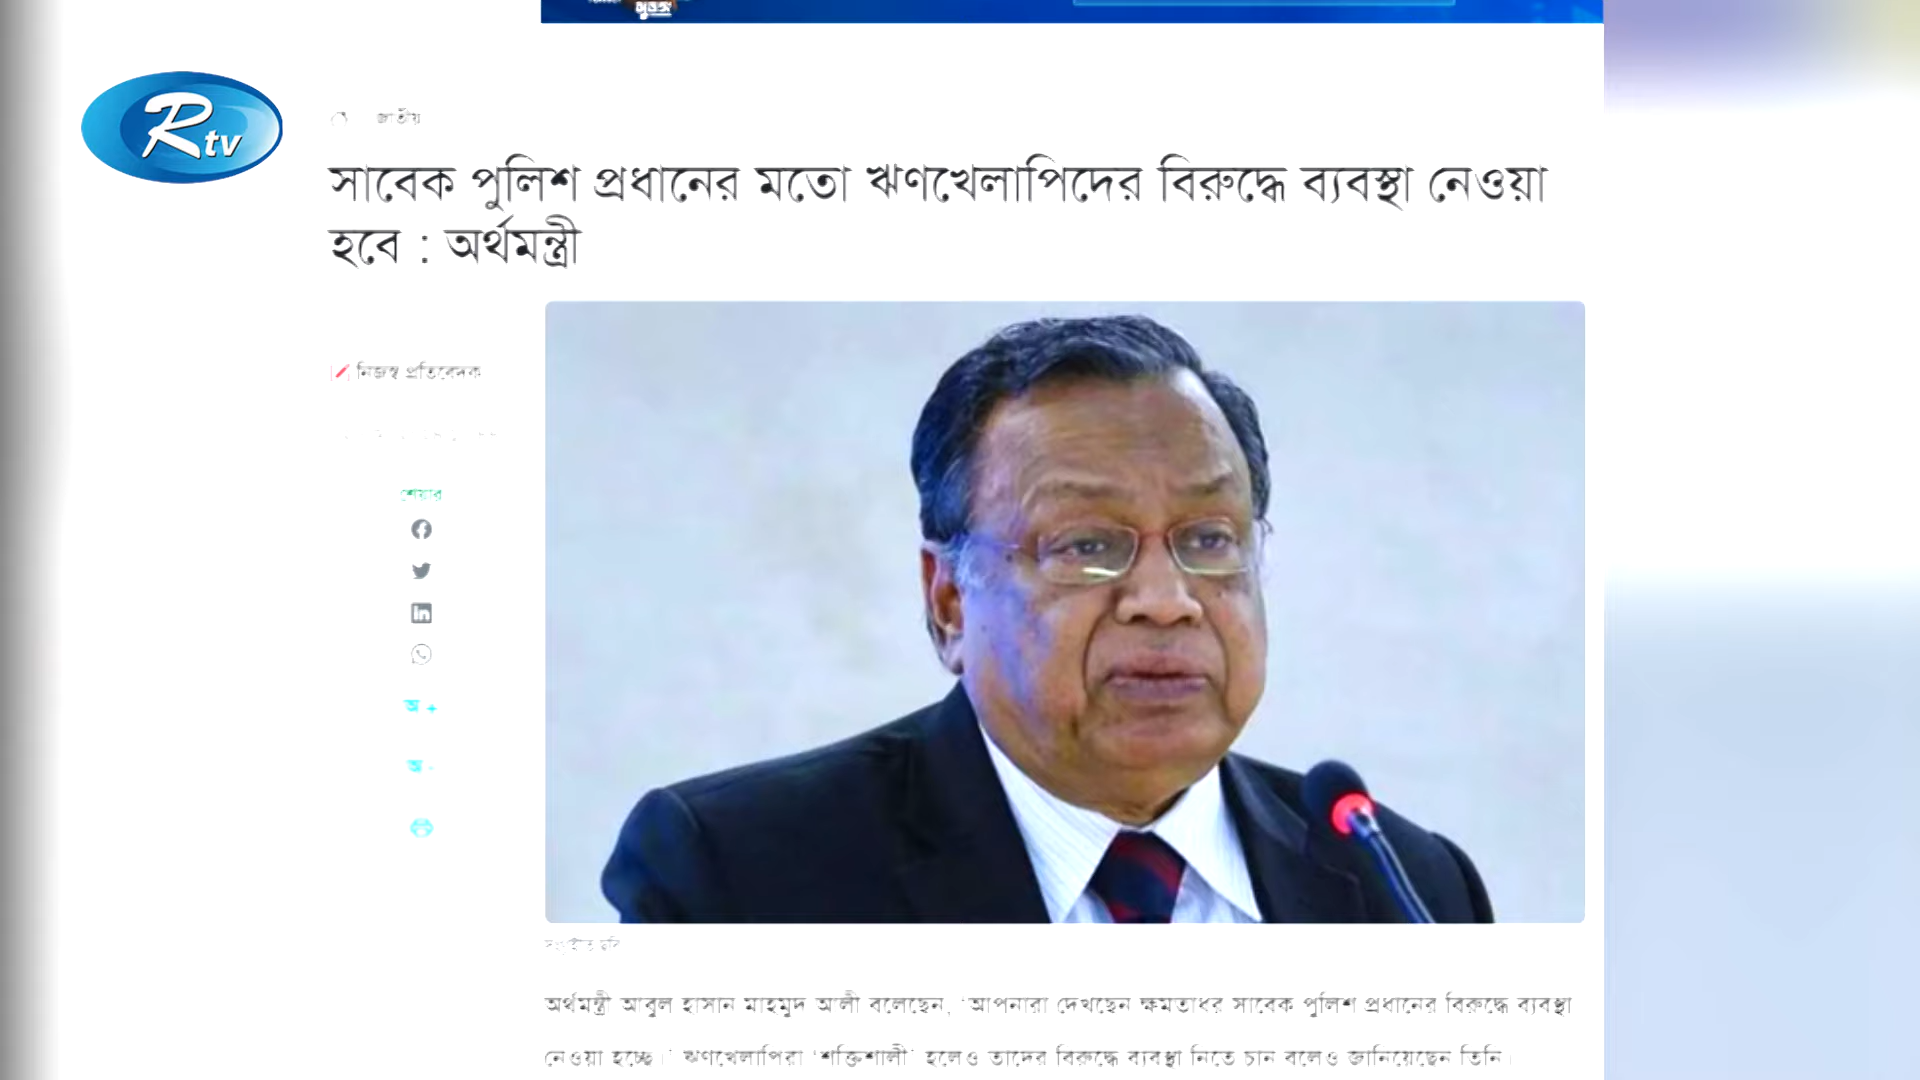 Rtv
জাতীয়
সাবেক পুলিশ প্রধানের মতো ঋণখেলাপিদের বিরুদ্ধে ব্যবস্থা নেওয়া
হবে : অর্থমন্ত্রী
নিজস্ব প্রতিবেদক
শেয়ার
অ +
অ -
সংগৃহীত ছবি
অর্থমন্ত্রী আবুল হাসান মাহমুদ আলী বলেছেন, 'আপনারা দেখছেন ক্ষমতাধর সাবেক পুলিশ প্রধানের বিরুদ্ধে ব্যবস্থা
নেওয়া হচ্ছে।' ঋণখেলাপিরা 'শক্তিশালী' হলেও তাদের বিরুদ্ধে ব্যবস্থা নিতে চান বলেও জানিয়েছেন তিনি।